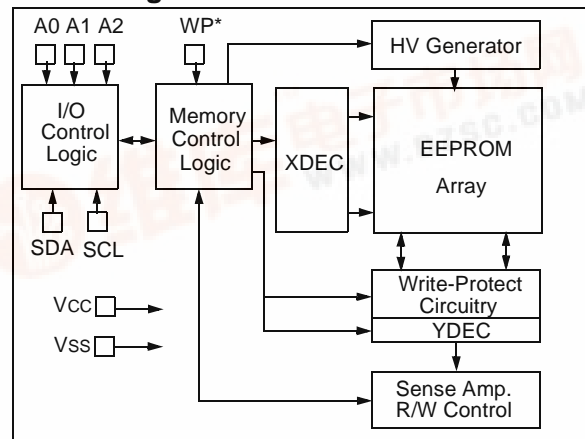 A0 A1 A2
WP*
HV Generator
I/O
Control
Logic
Memory
Control
Logic
XDEC
EEPROM
Array
SDA
SCL
Write-Protect
Circuitry
YDEC
VCC
VSS
Sense Amp.
R/W Control